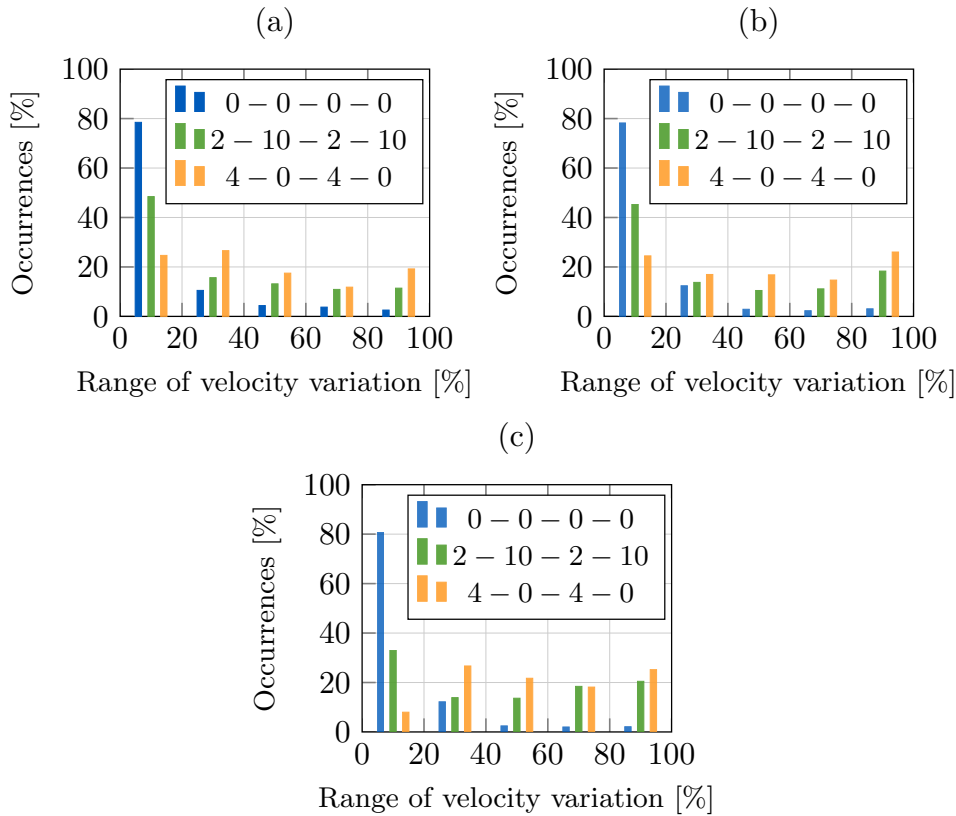 (a)
100
80
60
40
20
0
Occurrences [%]
0 − 0 − 0 − 0
2 − 10 − 2 − 10
4 − 0 − 4 − 0
0 20 40 60 80 100
Range of velocity variation [%]
(b)
100
80
60
40
20
0
Occurrences [%]
0 − 0 − 0 − 0
2 − 10 − 2 − 10
4 − 0 − 4 − 0
0 20 40 60 80 100
Range of velocity variation [%]
(c)
100
80
60
40
20
0
Occurrences [%]
0 − 0 − 0 − 0
2 − 10 − 2 − 10
4 − 0 − 4 − 0
0 20 40 60 80 100
Range of velocity variation [%]